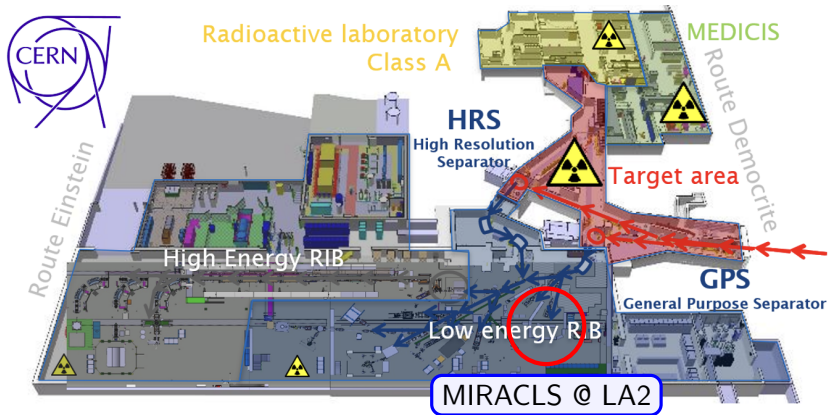 CERN
Radioactive laboratory
Class A
MEDICIS
Route Democrite
HRS
High Resolution
Separator
Target area
Route Einstein
High Energy RIB
GPS
General Purpose Separator
Low energy RIB
MIRACLS @ LA2